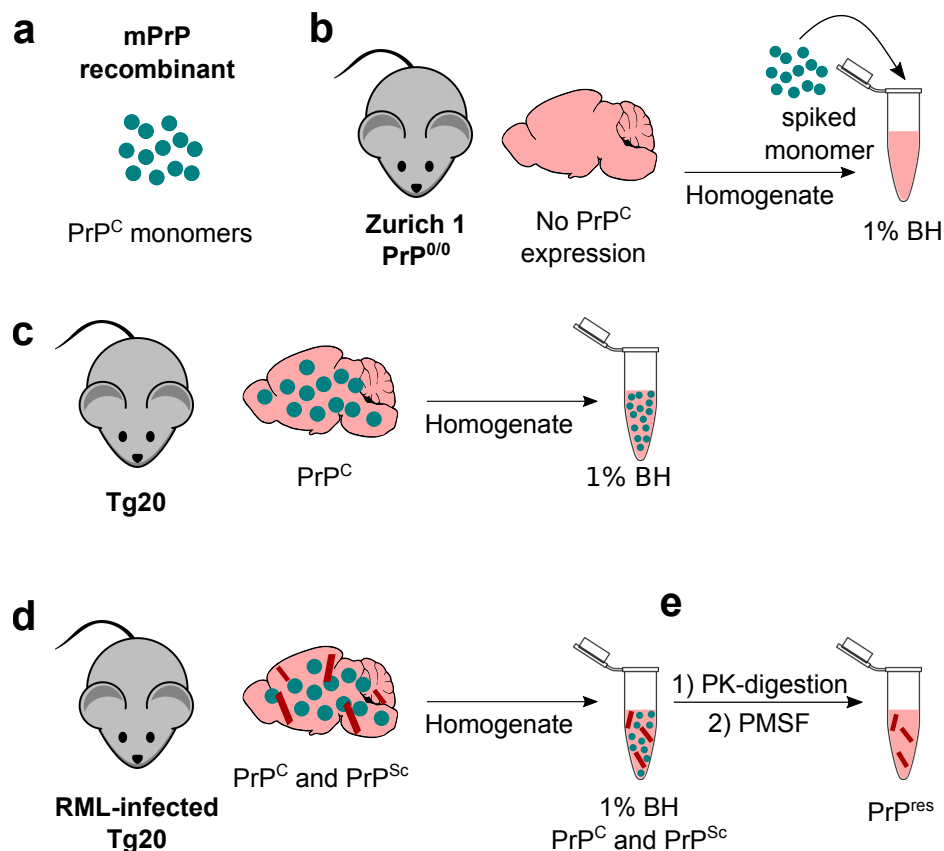 a
mPrP
recombinant
PrP^C monomers
b
Zurich 1
PrP^0/0
No PrP^C
expression
Homogenate
spiked
monomer
1% BH
c
Tg20
PrP^C
Homogenate
1% BH
d
RML-infected
Tg20
PrP^C and PrP^Sc
Homogenate
1% BH
PrP^C and PrP^Sc
e
1) PK-digestion
2) PMSF
PrP^res